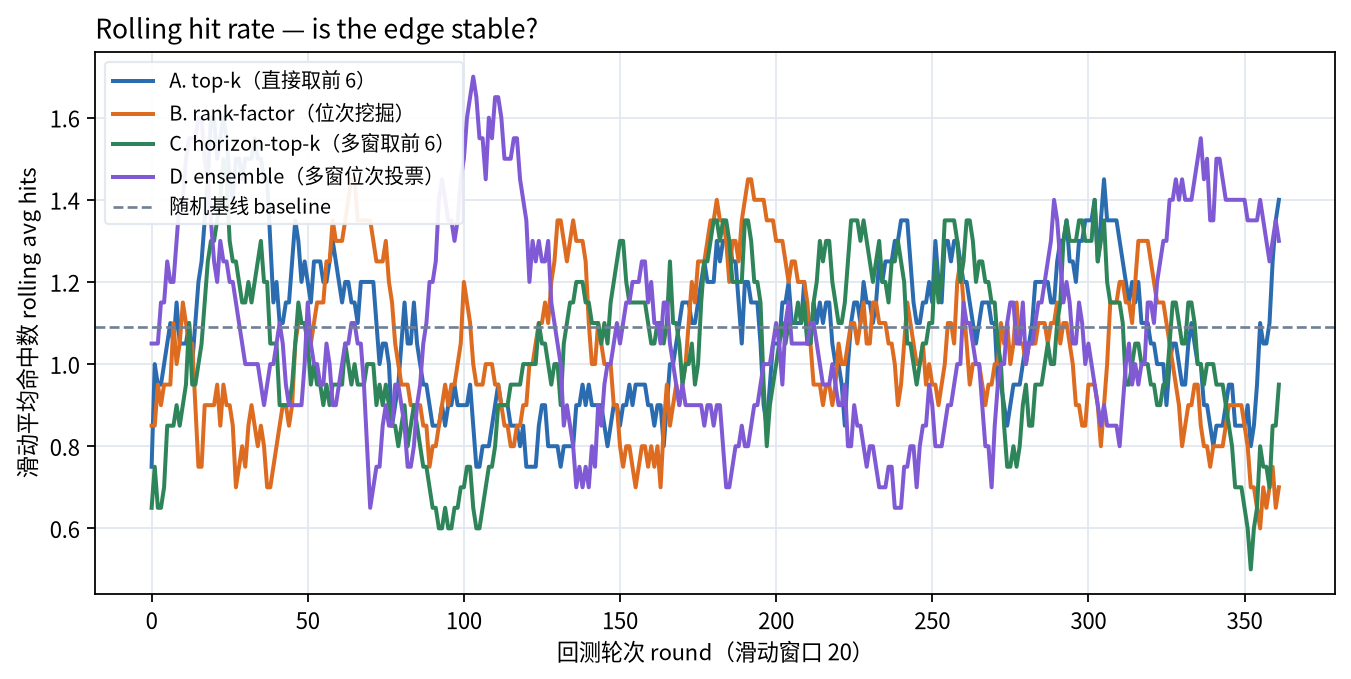 Rolling hit rate — is the edge stable?
A. top-k（直接取前 6）
B. rank-factor（位次挖掘）
C. horizon-top-k（多窗取前 6）
D. ensemble（多窗位次投票）
随机基线 baseline
滑动平均命中数 rolling avg hits
1.6
1.4
1.2
1.0
0.8
0.6
0 50 100 150 200 250 300 350
回测轮次 round（滑动窗口 20）